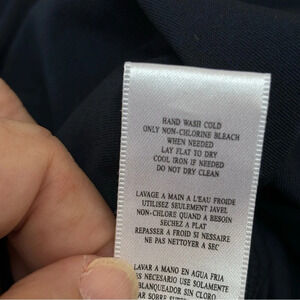 HAND WASH COLD
ONLY NON-CHLORINE BLEACH
WHEN NEEDED
LAY FLAT TO DRY
COOL IRON IF NEEDED
DO NOT DRY CLEAN
LAVAGE A MAIN A L'EAU FROIDE
UTILISEZ SEULEMENT JAVEL
NON-CHLORE QUAND A BESOIN
SECHEZ A PLAT
REPASSER A FROID SI NESSAIRE
NE PAS NETTOYER A SEC
LAVAR A MANO EN AGUA FRIA
ES NECESARIO USE SOLAMENTE
BLANQUEADOR SIN CLORO